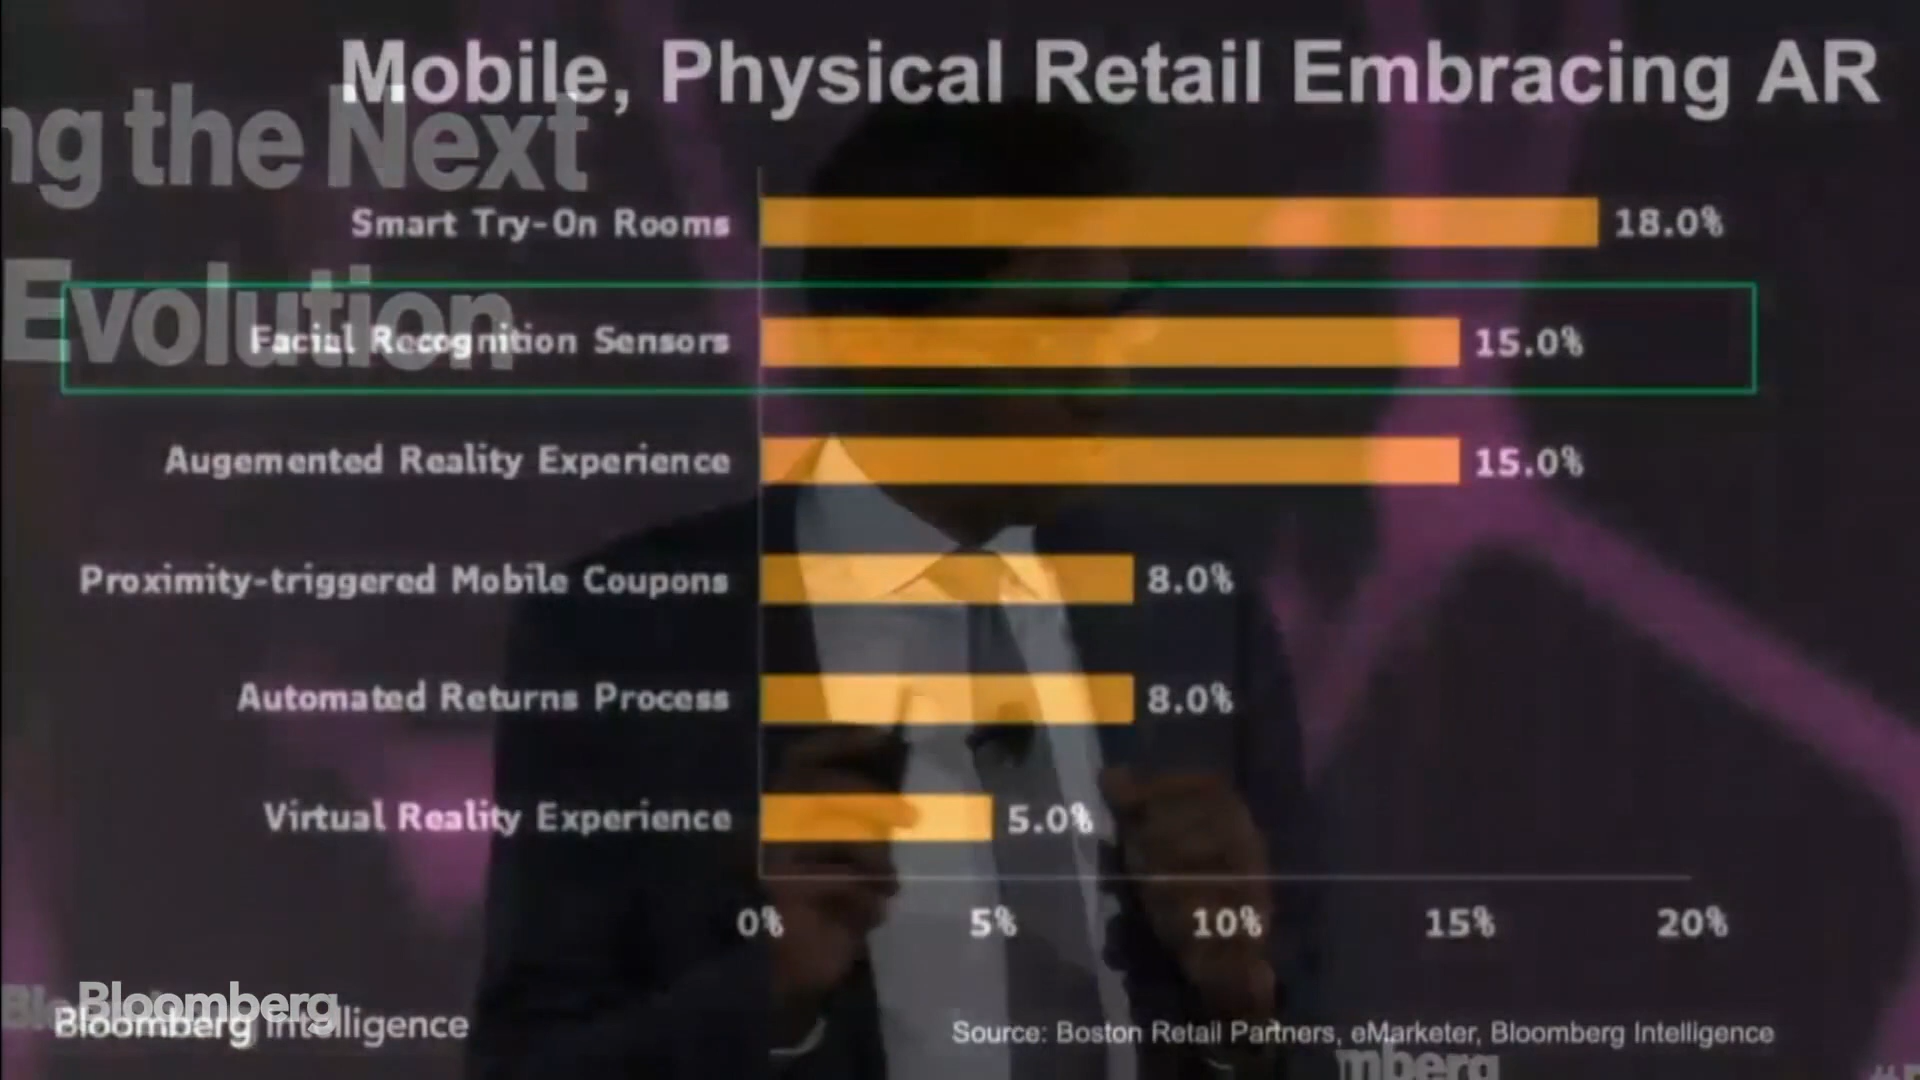 Mobile, Physical Retail Embracing AR
the Next
Evolution
Smart Try-On Rooms 18.0%
Facial Recognition Sensors 15.0%
Augemented Reality Experience 15.0%
Proximity-triggered Mobile Coupons 8.0%
Automated Returns Process 8.0%
Virtual Reality Experience 5.0%
0% 5% 10% 15% 20%
Bloomberg
Bloomberg Intelligence
Source: Boston Retail Partners, eMarketer, Bloomberg Intelligence